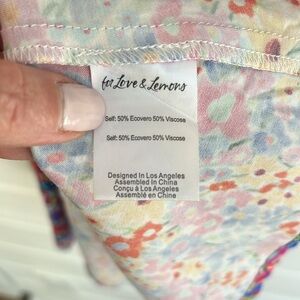 for Love & Lemons
Self: 50% Ecovero 50% Viscose
Self: 50% Ecovero 50% Viscose
Designed In Los Angeles
Assembled In China
Conçu à Los Angeles
Assemblé en Chine